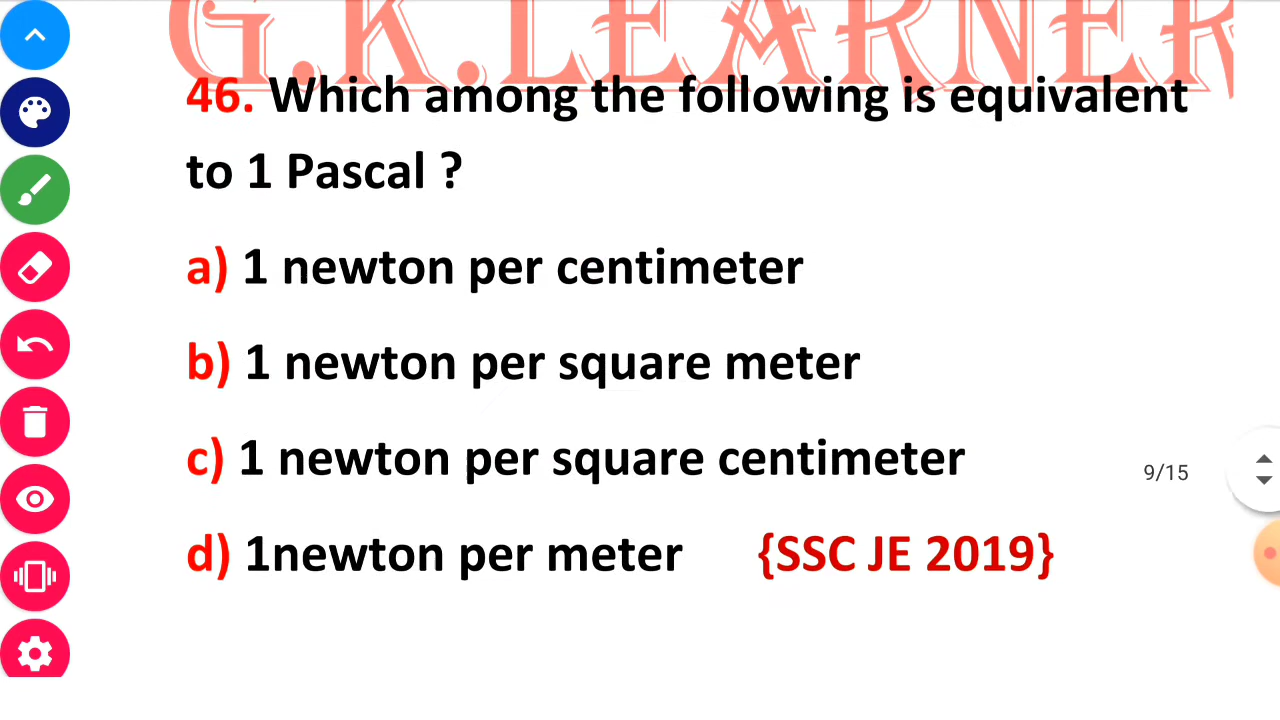 G.K.LEARNER
46. Which among the following is equivalent
to 1 Pascal ?
a) 1 newton per centimeter
b) 1 newton per square meter
c) 1 newton per square centimeter
9/15
d) 1newton per meter {SSC JE 2019}